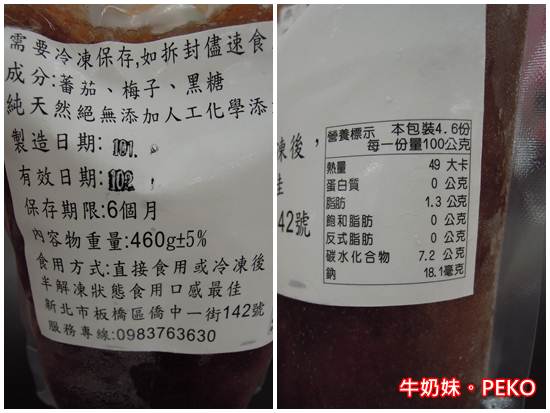 需要冷凍保存,如拆封儘速食
成分:蕃茄、梅子、黑糖
純天然絕無添加人工化學添
製造日期:101.
有效日期:102.
保存期限:6個月
內容物重量:460g±5%
食用方式:直接食用或冷凍後
半解凍狀態食用口感最佳
新北市板橋區僑中一街142號
服務專線:0983763630
凍後，
佳
42號
營養標示 本包裝4.6份
每一份量100公克
熱量 49 大卡
蛋白質 0 公克
脂肪 1.3 公克
飽和脂肪 0 公克
反式脂肪 0 公克
碳水化合物 7.2 公克
鈉 18.1毫克
牛奶妹。PEKO